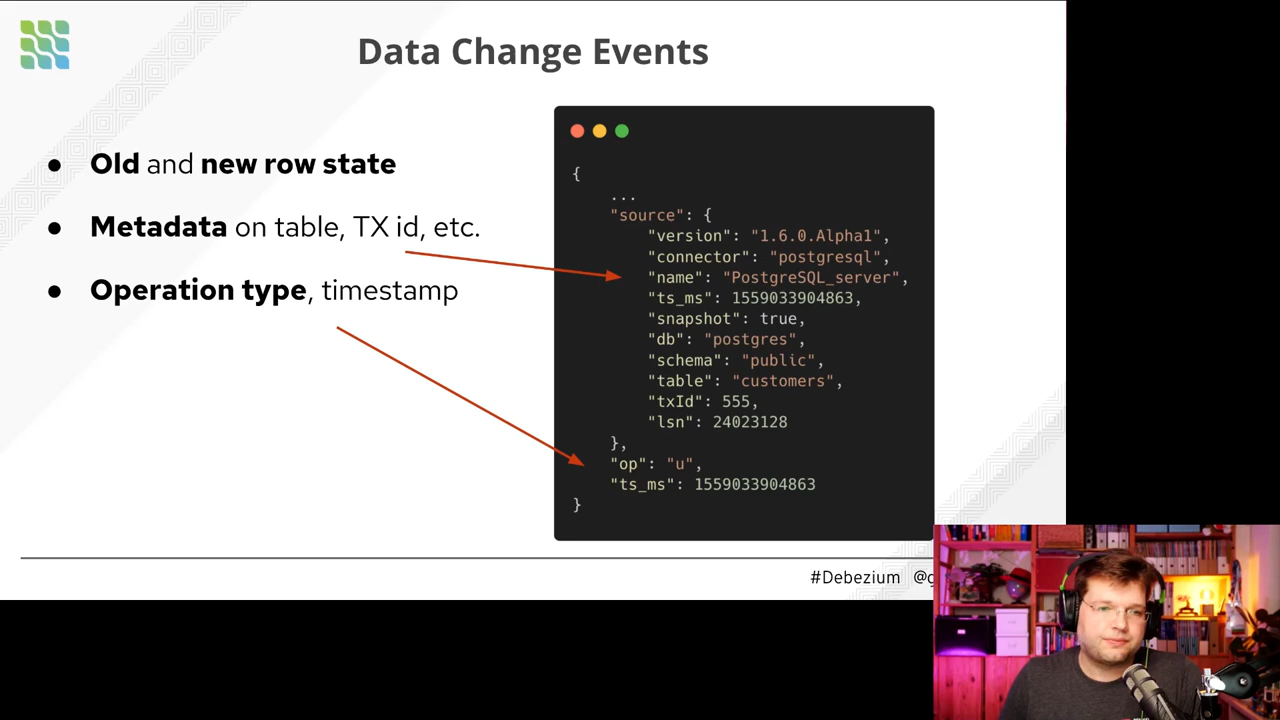 Data Change Events
● Old and new row state
● Metadata on table, TX id, etc.
● Operation type, timestamp
{
...
"source": {
"version": "1.6.0.Alpha1",
"connector": "postgresql",
"name": "PostgreSQL_server",
"ts_ms": 1559033904863,
"snapshot": true,
"db": "postgres",
"schema": "public",
"table": "customers",
"txId": 555,
"lsn": 24023128
},
"op": "u",
"ts_ms": 1559033904863
}
#Debezium